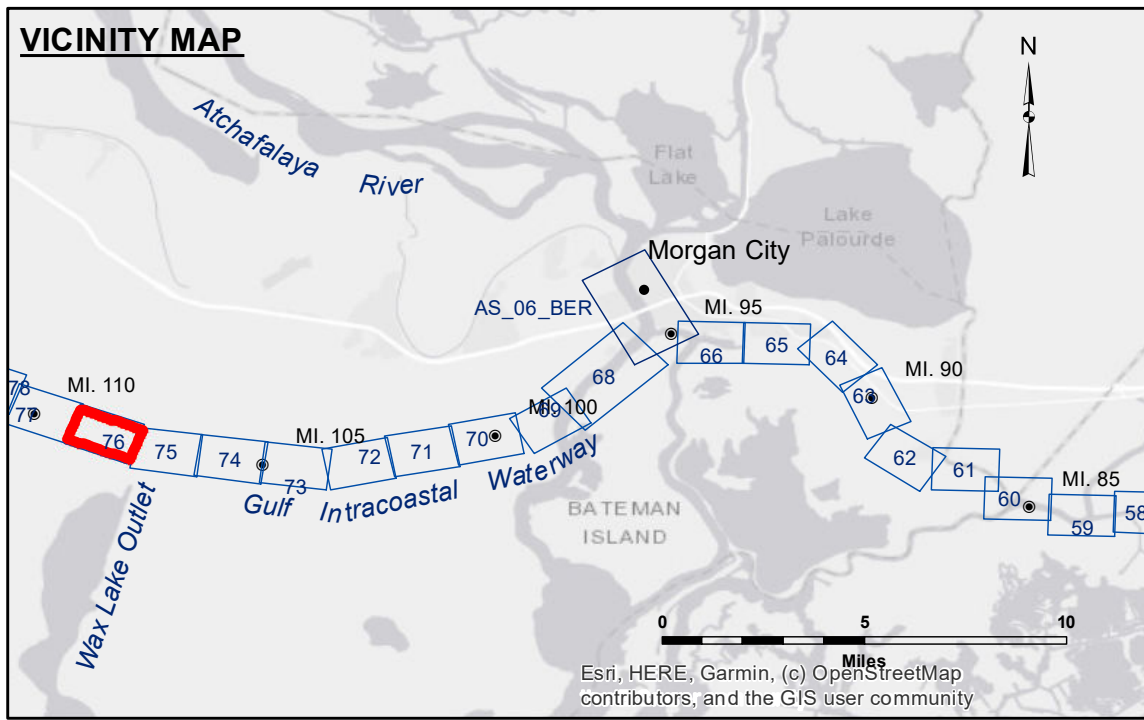 VICINITY MAP
N
Atchafalaya
River
Flat
Lake
Lake
Palourde
Morgan City
AS_06_BER
MI. 95
66
65
64
MI. 90
63
68
78
MI. 110
77
76
75
74
MI. 105
73
72
71
70
MI. 100
69
62
61
MI. 85
60
59
58
Gulf
Intracoastal
Waterway
Wax Lake Outlet
BATEMAN
ISLAND
0
5
10
Miles
Esri, HERE, Garmin, (c) OpenStreetMap
contributors, and the GIS user community